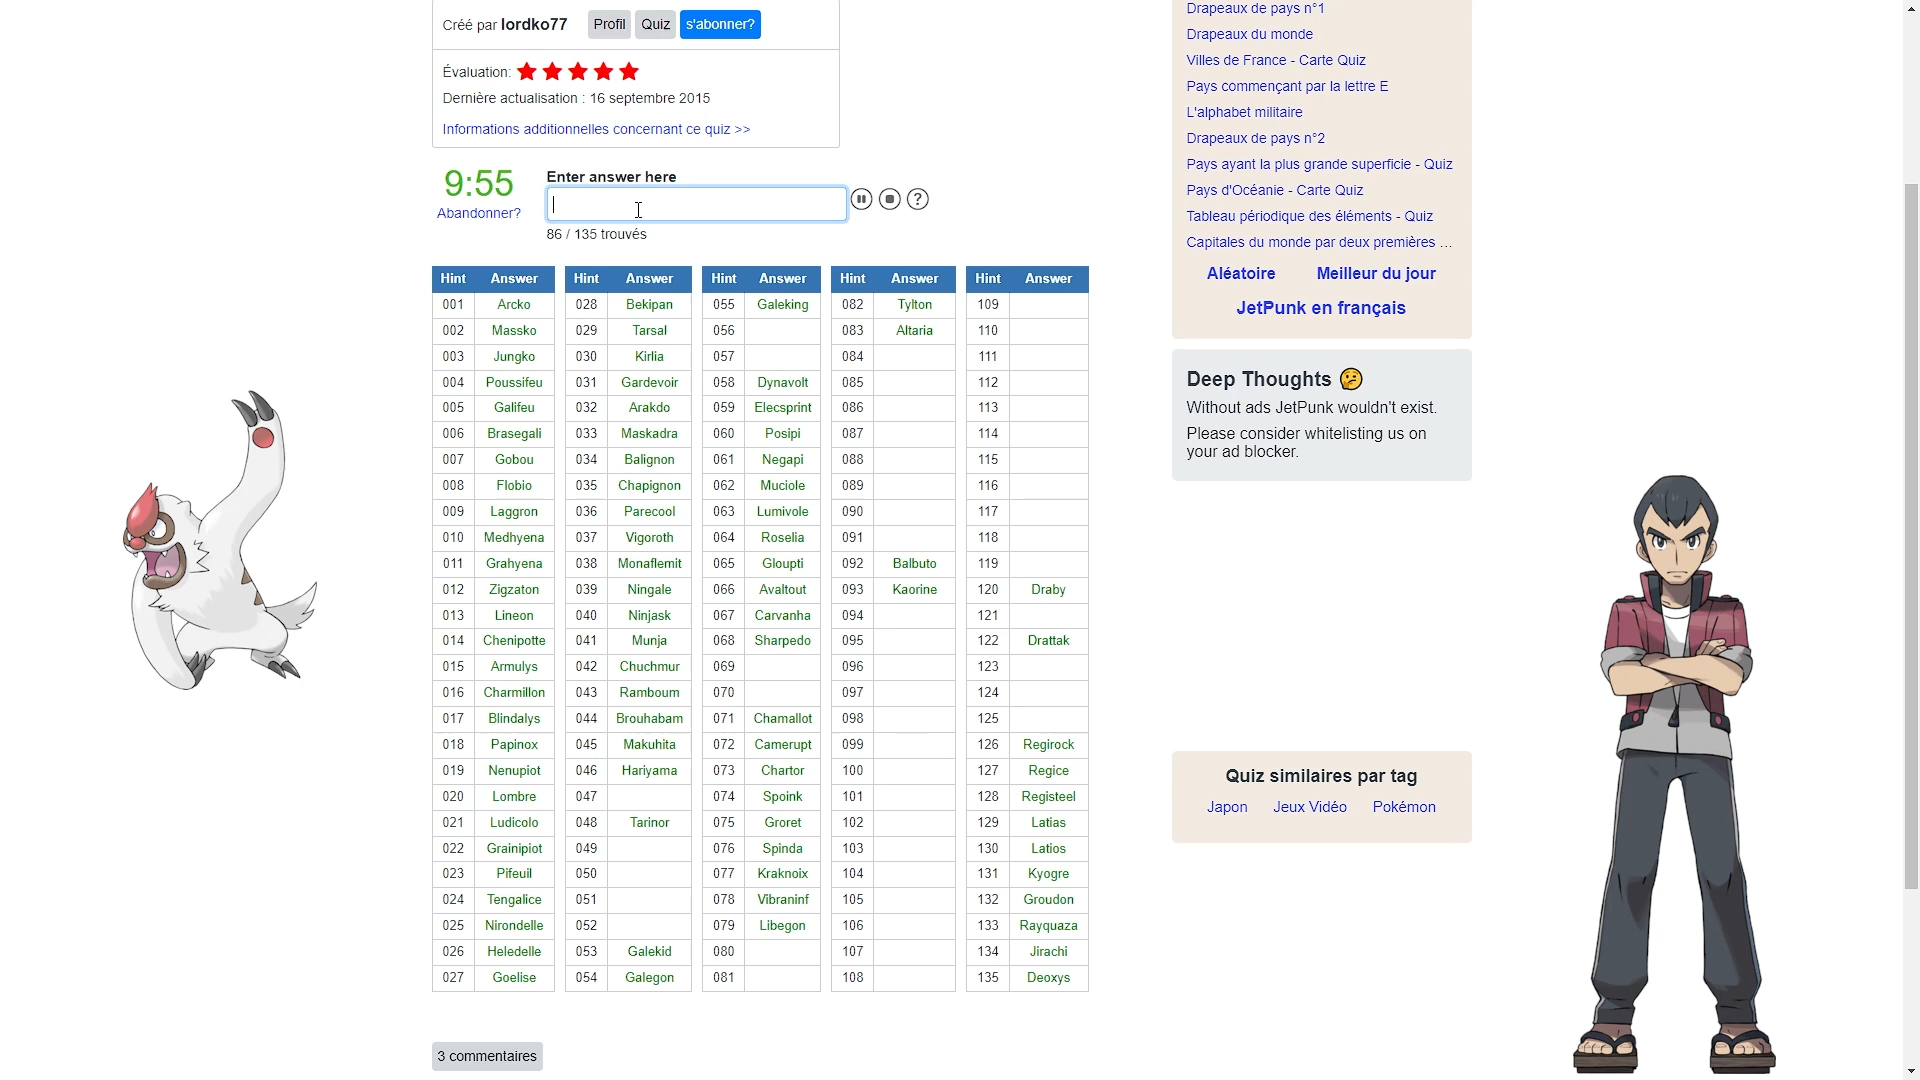 Créé par lordko77 Profil Quiz s'abonner?
Évaluation:
Dernière actualisation : 16 septembre 2015
Informations additionnelles concernant ce quiz >>
9:55
Abandonner?
Enter answer here
86 / 135 trouvés
Hint Answer
001 Arcko
002 Massko
003 Jungko
004 Poussifeu
005 Galifeu
006 Brasegali
007 Gobou
008 Flobio
009 Laggron
010 Medhyena
011 Grahyena
012 Zigzaton
013 Lineon
014 Chenipotte
015 Armulys
016 Charmillon
017 Blindalys
018 Papinox
019 Nenupiot
020 Lombre
021 Ludicolo
022 Grainipiot
023 Pifeuil
024 Tengalice
025 Nirondelle
026 Heledelle
027 Goelise
Hint Answer
028 Bekipan
029 Tarsal
030 Kirlia
031 Gardevoir
032 Arakdo
033 Maskadra
034 Balignon
035 Chapignon
036 Parecool
037 Vigoroth
038 Monaflemit
039 Ningale
040 Ninjask
041 Munja
042 Chuchmur
043 Ramboum
044 Brouhabam
045 Makuhita
046 Hariyama
047
048 Tarinor
049
050
051
052
053 Galekid
054 Galegon
Hint Answer
055 Galeking
056
057
058 Dynavolt
059 Elecsprint
060 Posipi
061 Negapi
062 Muciole
063 Lumivole
064 Roselia
065 Gloupti
066 Avaltout
067 Carvanha
068 Sharpedo
069
070
071 Chamallot
072 Camerupt
073 Chartor
074 Spoink
075 Groret
076 Spinda
077 Kraknoix
078 Vibraninf
079 Libegon
080
081
Hint Answer
082 Tylton
083 Altaria
084
085
086
087
088
089
090
091
092 Balbuto
093 Kaorine
094
095
096
097
098
099
100
101
102
103
104
105
106
107
108
Hint Answer
109
110
111
112
113
114
115
116
117
118
119
120 Draby
121
122 Drattak
123
124
125
126 Regirock
127 Regice
128 Registeel
129 Latias
130 Latios
131 Kyogre
132 Groudon
133 Rayquaza
134 Jirachi
135 Deoxys
3 commentaires
Drapeaux de pays n°1
Drapeaux du monde
Villes de France - Carte Quiz
Pays commençant par la lettre E
L'alphabet militaire
Drapeaux de pays n°2
Pays ayant la plus grande superficie - Quiz
Pays d'Océanie - Carte Quiz
Tableau périodique des éléments - Quiz
Capitales du monde par deux premières ...
Aléatoire Meilleur du jour
JetPunk en français
Deep Thoughts
Without ads JetPunk wouldn't exist.
Please consider whitelisting us on
your ad blocker.
Quiz similaires par tag
Japon Jeux Vidéo Pokémon